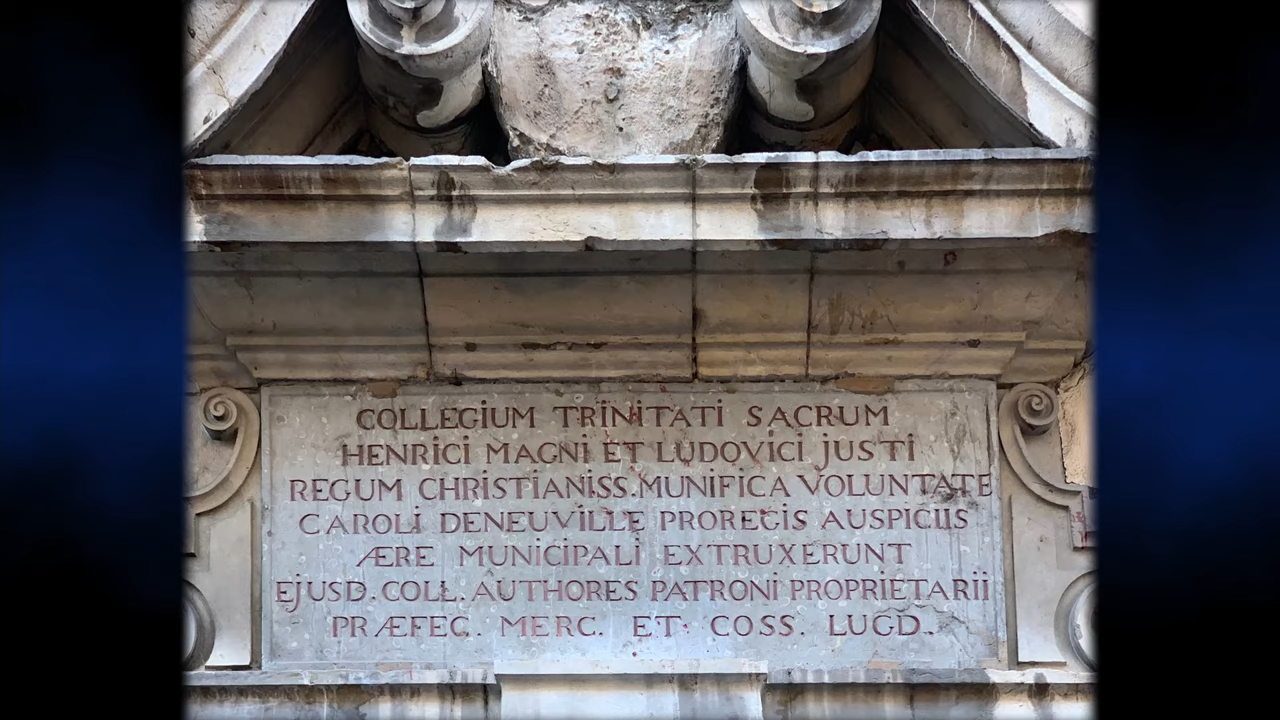 COLLEGIUM TRINITATI SACRUM
HENRICI MAGNI ET LUDOVICI JUSTI
REGUM CHRISTIANISS. MUNIFICA VOLUNTATE
CAROLI DENEUVILLE PROREGIS AUSPICIIS
ÆRE MUNICIPALI EXTRUXERUNT
EJUSD. COLL. AUTHORES PATRONI PROPRIETARII
PRÆFEC. MERC. ET COSS. LUGD.